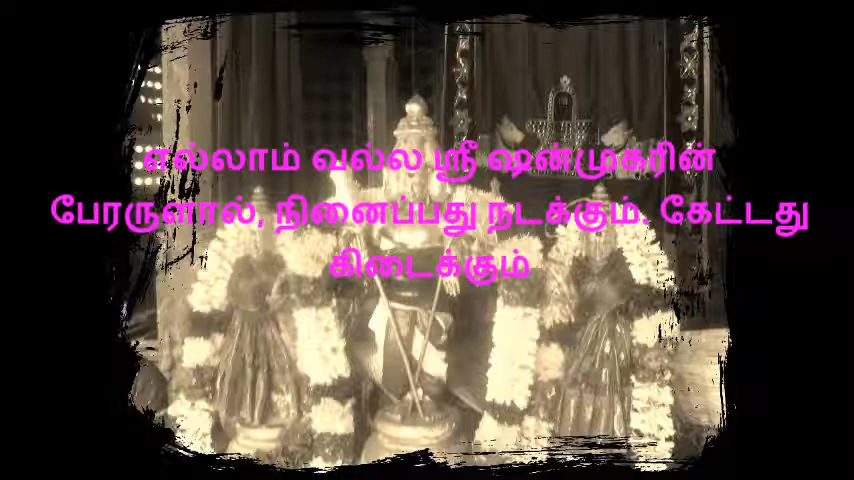 எல்லாம் வல்ல ஸ்ரீ ஷன்முகரின்
பேரருளால், நினைப்பது நடக்கும். கேட்டது
கிடைக்கும்